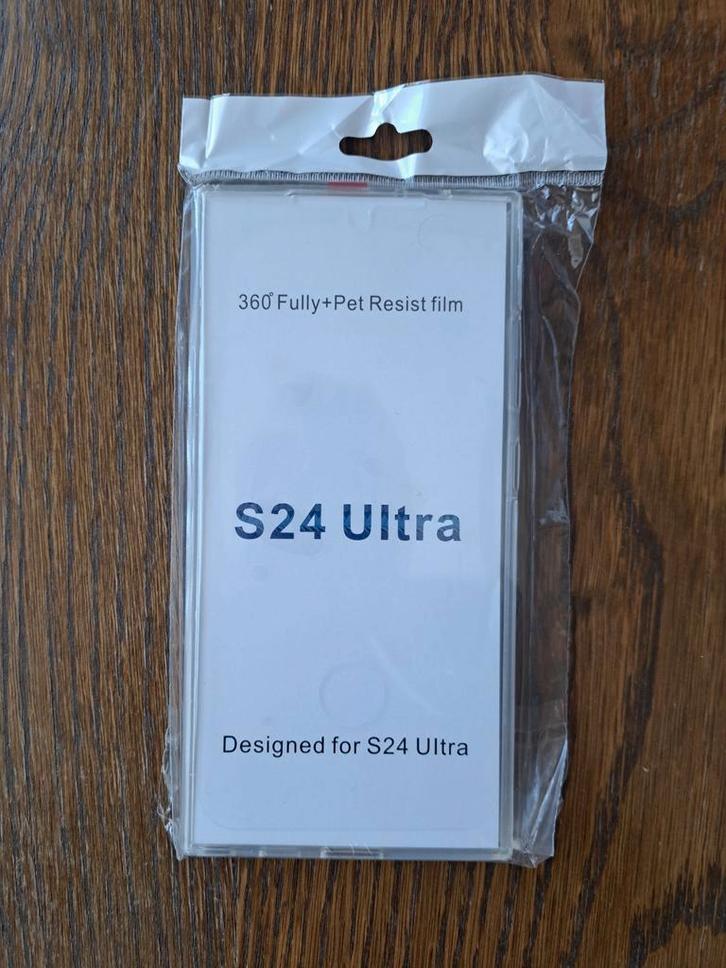 360° Fully+Pet Resist film
S24 Ultra
Designed for S24 Ultra